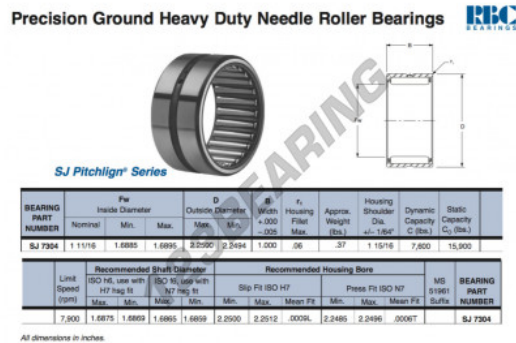 Precision Ground Heavy Duty Needle Roller Bearings
RBC
BEARINGS
B
r₁
Fw
D
123BEARING
SJ Pitchlign® Series
BEARING PART NUMBER | Fw Inside Diameter Nominal Min. Max. | D Outside Diameter Max. Min. | B Width +.000 -.005 | r₁ Housing Fillet Max. | Approx. Weight (lbs.) | Housing Shoulder Dia. +/- 1/64" | Dynamic Capacity C (lbs.) | Static Capacity C₀ (lbs.)
SJ 7304 1 11/16 1.6885 1.6895 2.2500 2.2494 1.000 .06 .37 1 15/16 7,600 15,900
Limit Speed (rpm) | Recommended Shaft Diameter ISO h6, use with H7 hsg fit Max. Min. ISO f6, use with N7 hsg fit Max. Min. | Recommended Housing Bore Slip Fit ISO H7 Min. Max. Mean Fit Press Fit ISO N7 Min. Max. Mean Fit | MS 51961 Suffix | BEARING PART NUMBER
7,900 1.6875 1.6869 1.6865 1.6859 2.2500 2.2512 .0009L 2.2485 2.2496 .0006T SJ 7304
All dimensions in inches.